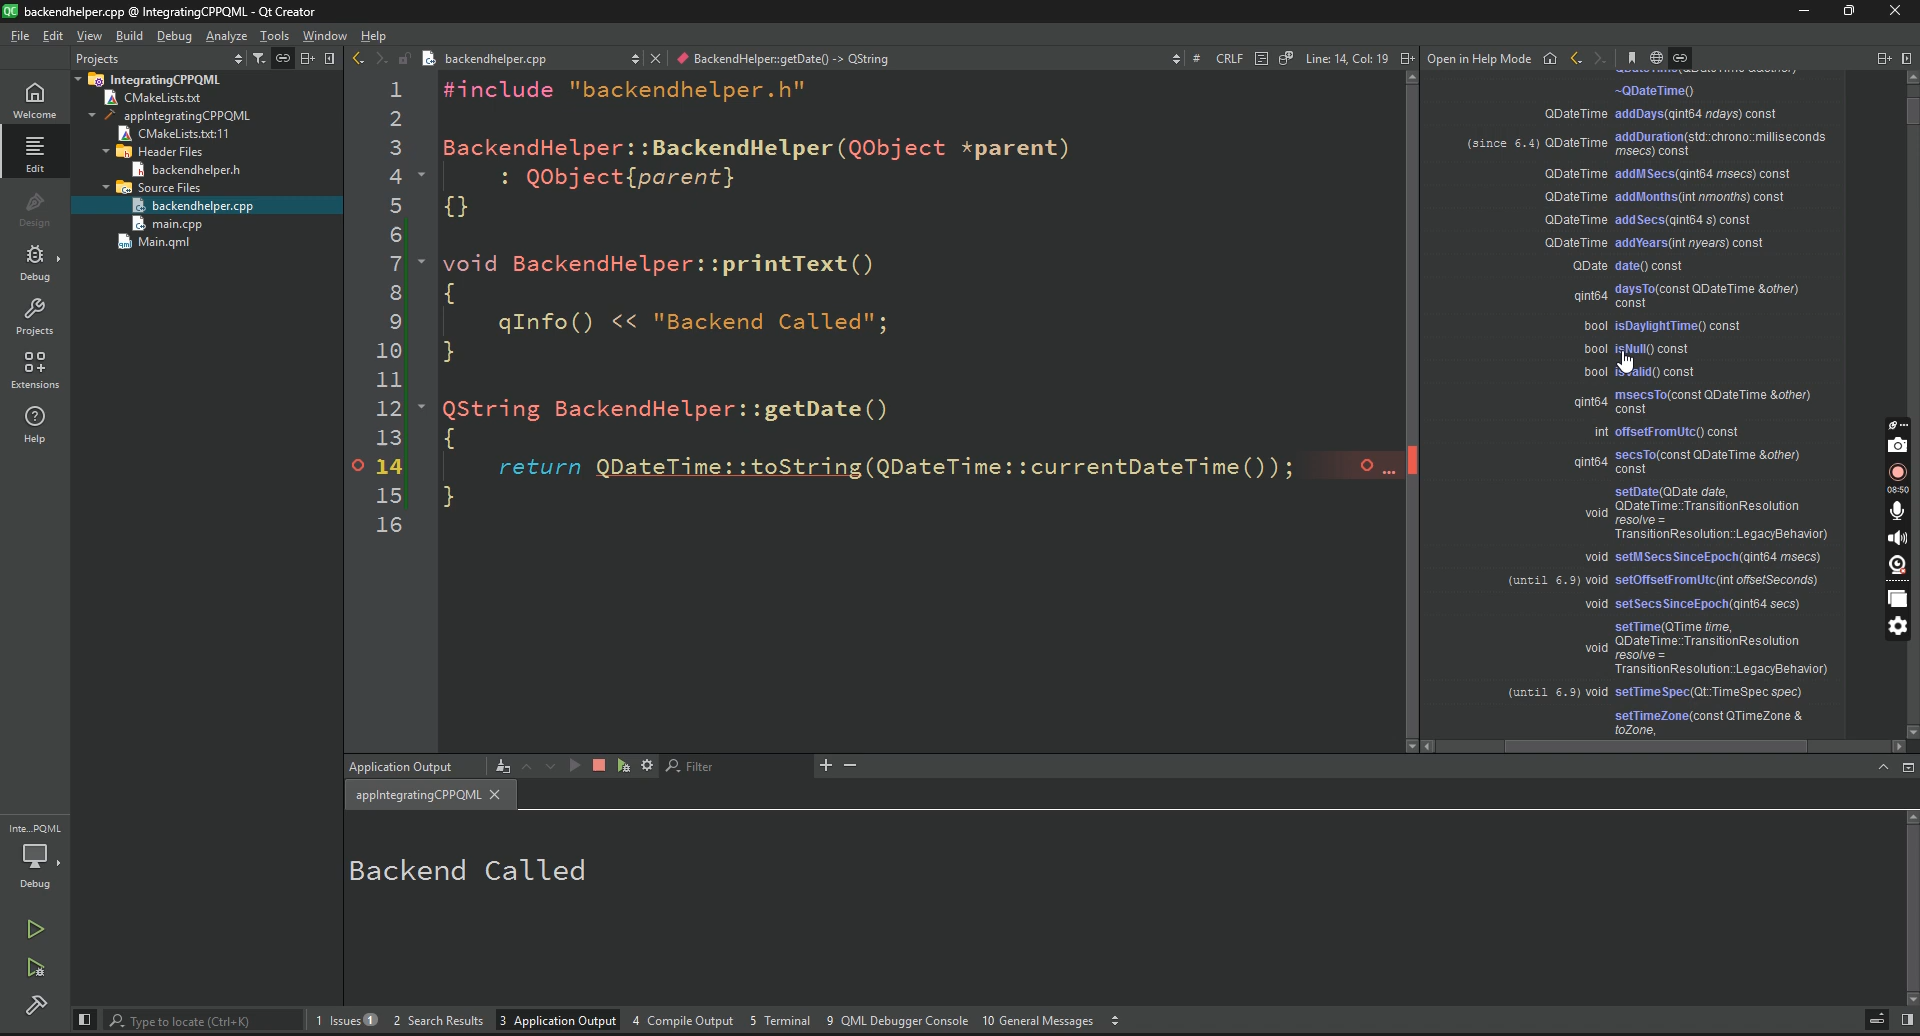 backendhelper.cpp @ IntegratingCPPQML - Qt Creator
File Edit View Build Debug Analyze Tools Window Help
Projects
backendhelper.cpp
BackendHelper::getDate() -> QString
# CRLF Line: 14, Col: 19
Open in Help Mode
Welcome
Edit
Design
Debug
Projects
Extensions
Help
IntegratingCPPQML
CMakeLists.txt
appIntegratingCPPQML
CMakeLists.txt:11
Header Files
backendhelper.h
Source Files
backendhelper.cpp
main.cpp
Main.qml
1 #include "backendhelper.h"
2
3 BackendHelper::BackendHelper(QObject *parent)
4 : QObject{parent}
5 {}
6
7 void BackendHelper::printText()
8 {
9 qInfo() << "Backend Called";
10 }
11
12 QString BackendHelper::getDate()
13 {
14 return QDateTime::toString(QDateTime::currentDateTime()); ...
15 }
16
~QDateTime()
QDateTime addDays(qint64 ndays) const
(since 6.4) QDateTime addDuration(std::chrono::milliseconds
msecs) const
QDateTime addMSecs(qint64 msecs) const
QDateTime addMonths(int nmonths) const
QDateTime addSecs(qint64 s) const
QDateTime addYears(int nyears) const
QDate date() const
qint64 daysTo(const QDateTime &other)
const
bool isDaylightTime() const
bool isNull() const
bool isValid() const
qint64 msecsTo(const QDateTime &other)
const
int offsetFromUtc() const
qint64 secsTo(const QDateTime &other)
const
void setDate(QDate date,
QDateTime::TransitionResolution
resolve =
TransitionResolution::LegacyBehavior)
void setMSecsSinceEpoch(qint64 msecs)
(until 6.9) void setOffsetFromUtc(int offsetSeconds)
void setSecsSinceEpoch(qint64 secs)
void setTime(QTime time,
QDateTime::TransitionResolution
resolve =
TransitionResolution::LegacyBehavior)
(until 6.9) void setTimeSpec(Qt::TimeSpec spec)
setTimeZone(const QTimeZone &
toZone,
08:50
Application Output
Filter
appIntegratingCPPQML
Backend Called
Inte...PQML
Debug
Type to locate (Ctrl+K)
1 Issues 1 2 Search Results 3 Application Output 4 Compile Output 5 Terminal 9 QML Debugger Console 10 General Messages